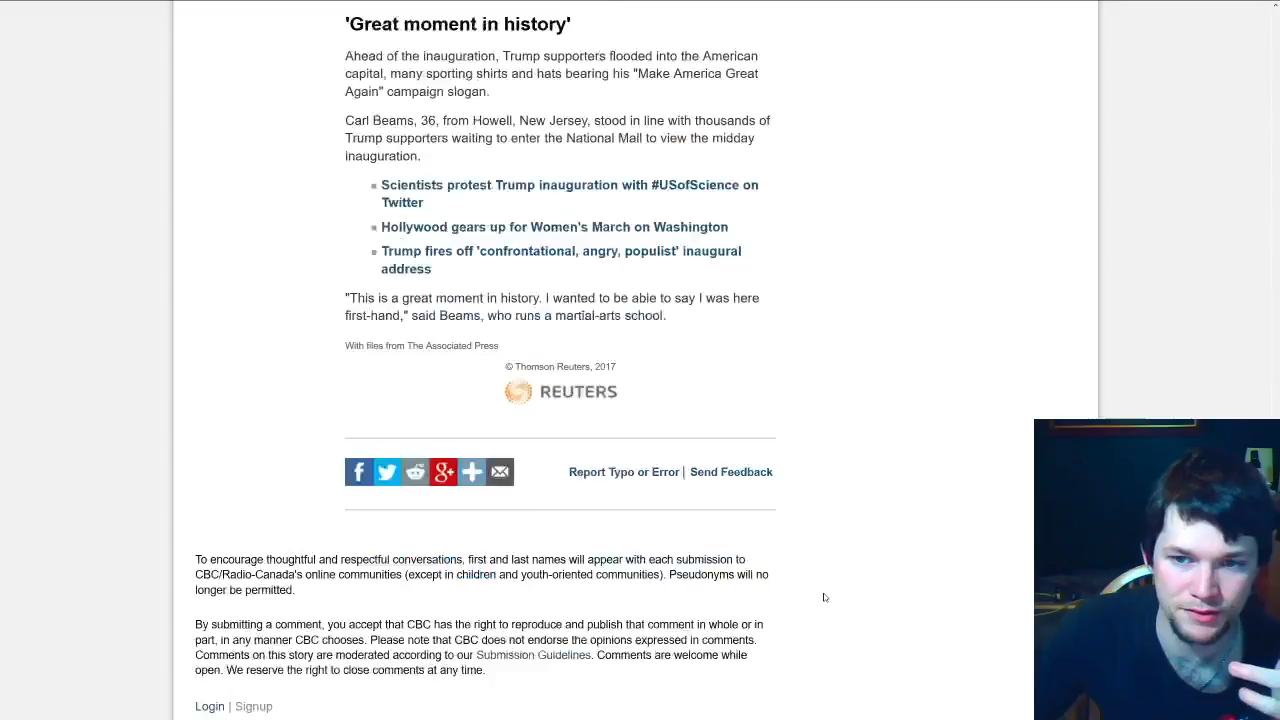 'Great moment in history'
Ahead of the inauguration, Trump supporters flooded into the American
capital, many sporting shirts and hats bearing his "Make America Great
Again" campaign slogan.
Carl Beams, 36, from Howell, New Jersey, stood in line with thousands of
Trump supporters waiting to enter the National Mall to view the midday
inauguration.
Scientists protest Trump inauguration with #USofScience on
Twitter
Hollywood gears up for Women's March on Washington
Trump fires off 'confrontational, angry, populist' inaugural
address
"This is a great moment in history. I wanted to be able to say I was here
first-hand," said Beams, who runs a martial-arts school.
With files from The Associated Press
© Thomson Reuters, 2017
REUTERS
Report Typo or Error | Send Feedback
To encourage thoughtful and respectful conversations, first and last names will appear with each submission to
CBC/Radio-Canada's online communities (except in children and youth-oriented communities). Pseudonyms will no
longer be permitted.
By submitting a comment, you accept that CBC has the right to reproduce and publish that comment in whole or in
part, in any manner CBC chooses. Please note that CBC does not endorse the opinions expressed in comments.
Comments on this story are moderated according to our Submission Guidelines. Comments are welcome while
open. We reserve the right to close comments at any time.
Login | Signup